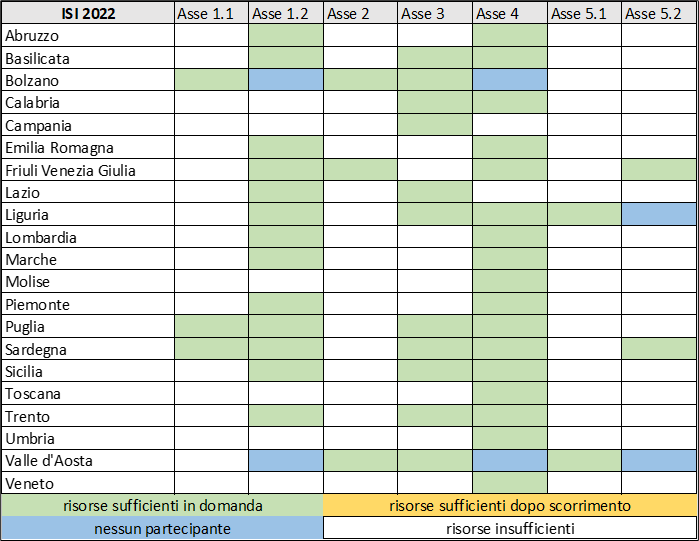 ISI 2022 Asse 1.1 Asse 1.2 Asse 2 Asse 3 Asse 4 Asse 5.1 Asse 5.2
Abruzzo
Basilicata
Bolzano
Calabria
Campania
Emilia Romagna
Friuli Venezia Giulia
Lazio
Liguria
Lombardia
Marche
Molise
Piemonte
Puglia
Sardegna
Sicilia
Toscana
Trento
Umbria
Valle d'Aosta
Veneto
risorse sufficienti in domanda risorse sufficienti dopo scorrimento
nessun partecipante risorse insufficienti